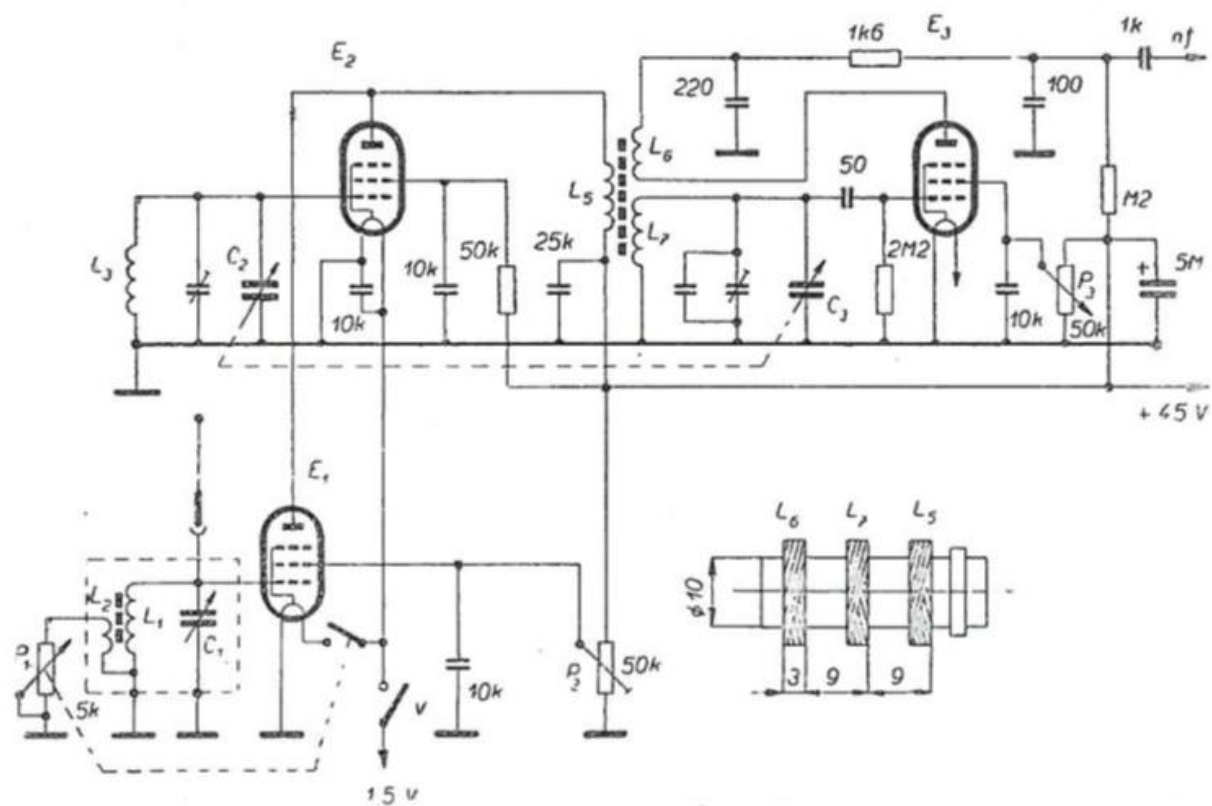 E₂
1k6
E₃
1k
nf
220
100
L₆
50
L₅
M2
L₃
C₂
50k
25k
L₇
2M2
10k
C₃
P₃
5M
+
10k
10k
50k
+ 45 V
E₁
L₆
L₇
L₅
L₂
L₁
C₁
ϕ10
P₁
5k
P₂
50k
10k
V
3
9
9
1,5 V